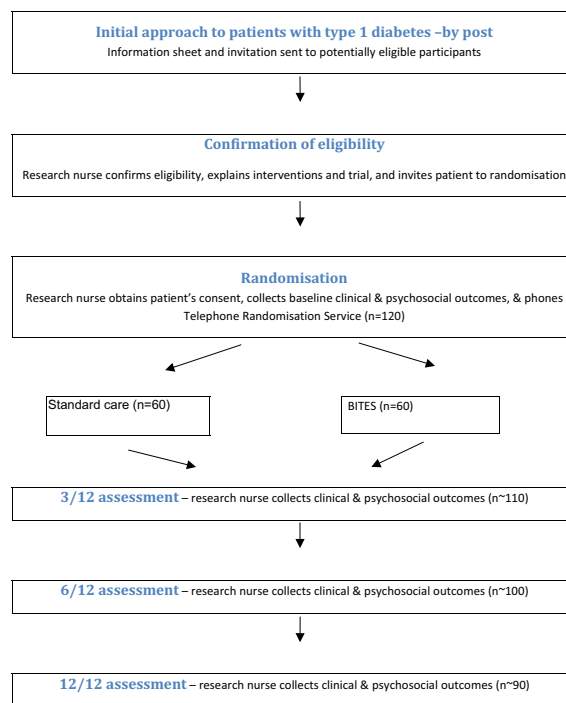 Initial approach to patients with type 1 diabetes –by post
Information sheet and invitation sent to potentially eligible participants
Confirmation of eligibility
Research nurse confirms eligibility, explains interventions and trial, and invites patient to randomisation
Randomisation
Research nurse obtains patient's consent, collects baseline clinical & psychosocial outcomes, & phones
Telephone Randomisation Service (n=120)
Standard care (n=60)
BITES (n=60)
3/12 assessment – research nurse collects clinical & psychosocial outcomes (n~110)
6/12 assessment – research nurse collects clinical & psychosocial outcomes (n~100)
12/12 assessment – research nurse collects clinical & psychosocial outcomes (n~90)